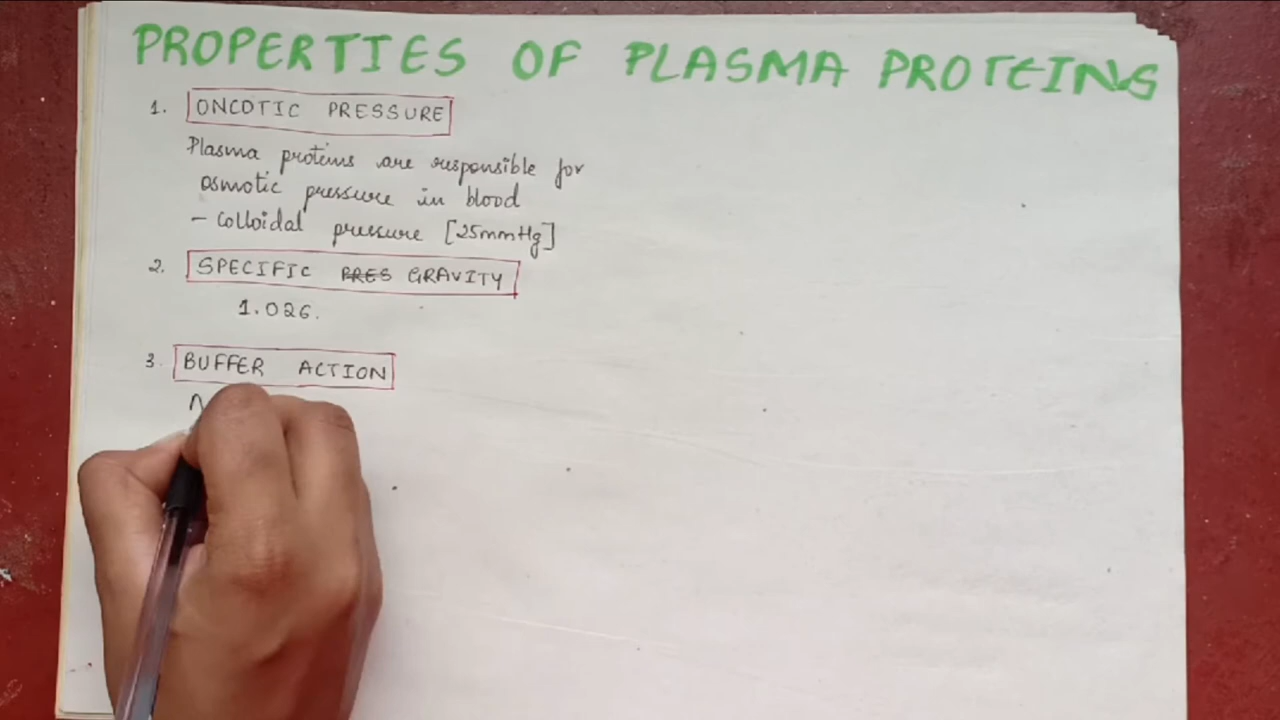 PROPERTIES OF PLASMA PROTEINS
1. ONCOTIC PRESSURE
Plasma proteins are responsible for
osmotic pressure in blood
- Colloidal pressure [25mmHg]
2. SPECIFIC PRES GRAVITY
1.026.
3. BUFFER ACTION